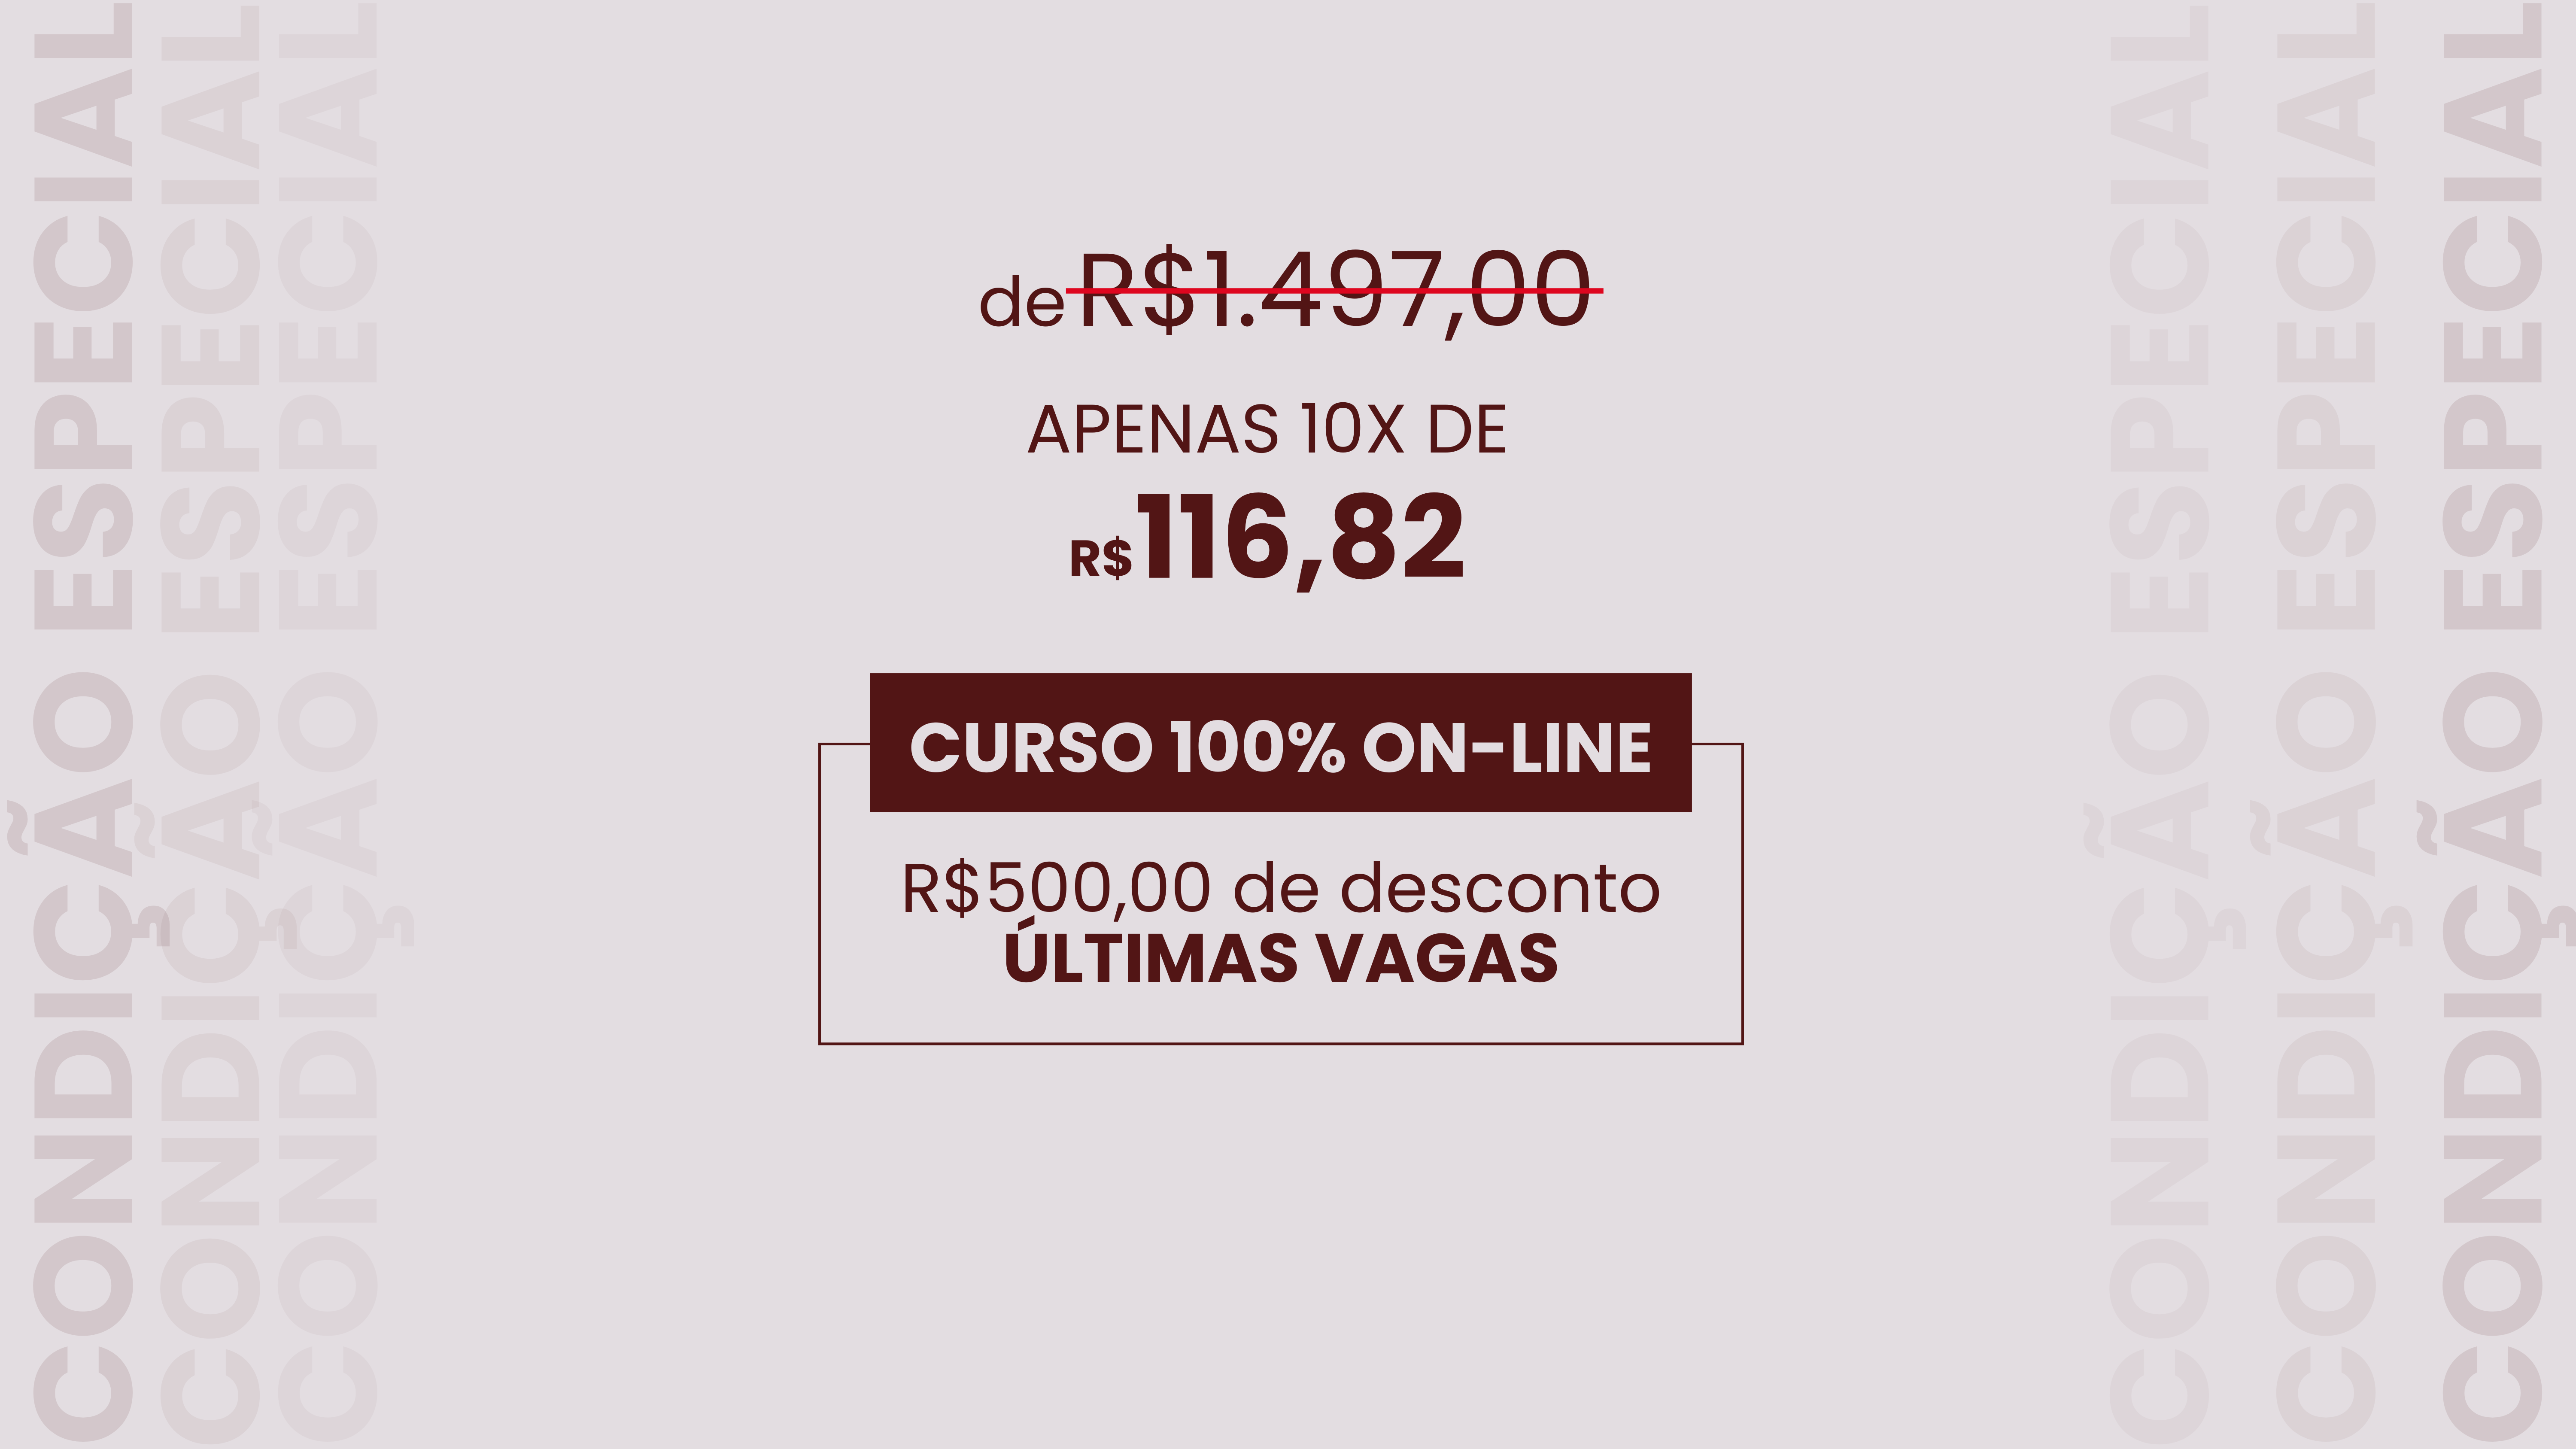 CONDIÇÃO ESPECIAL
CONDIÇÃO ESPECIAL
CONDIÇÃO ESPECIAL
de R$1.497,00
APENAS 10X DE
R$116,82
CURSO 100% ON-LINE
R$500,00 de desconto
ÚLTIMAS VAGAS
CONDIÇÃO ESPECIAL
CONDIÇÃO ESPECIAL
CONDIÇÃO ESPECIAL